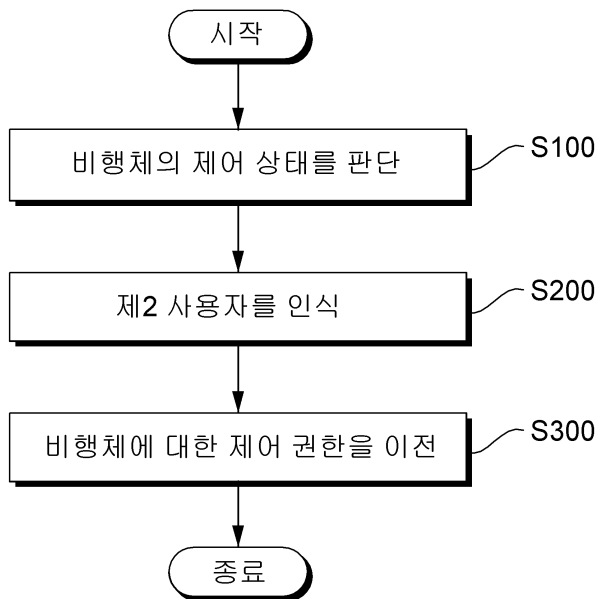 시작
비행체의 제어 상태를 판단
S100
제2 사용자를 인식
S200
비행체에 대한 제어 권한을 이전
S300
종료